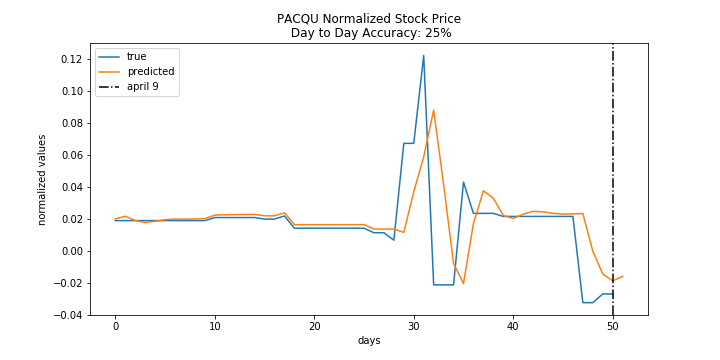 PACQU Normalized Stock Price
Day to Day Accuracy: 25%
true
predicted
april 9
normalized values
0.12
0.10
0.08
0.06
0.04
0.02
0.00
−0.02
−0.04
0
10
20
30
40
50
days